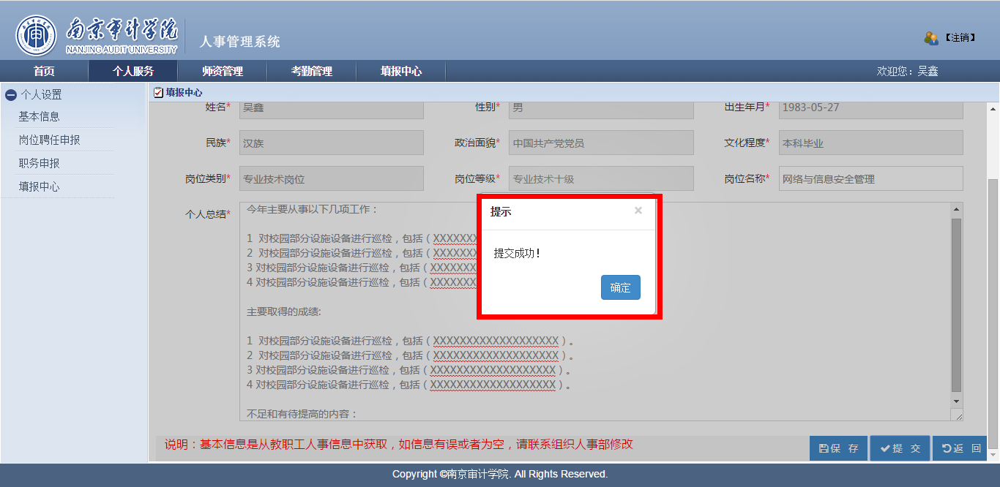 南京审计学院
NANJING AUDIT UNIVERSITY
人事管理系统
【注销】
首页 个人服务 师资管理 考勤管理 填报中心 欢迎您：吴鑫
个人设置
基本信息
岗位聘任申报
职务申报
填报中心
填报中心
姓名* 吴鑫 性别* 男 出生年月* 1983-05-27
民族* 汉族 政治面貌* 中国共产党党员 文化程度* 本科毕业
岗位类别* 专业技术岗位 岗位等级* 专业技术十级 岗位名称* 网络与信息安全管理
个人总结*
今年主要从事以下几项工作：
1 对校园部分设施设备进行巡检，包括（XXXXXXX
2 对校园部分设施设备进行巡检，包括（XXXXXXX
3 对校园部分设施设备进行巡检，包括（XXXXXXX
4 对校园部分设施设备进行巡检，包括（XXXXXXX
主要取得的成绩:
1 对校园部分设施设备进行巡检，包括（XXXXXXXXXXXXXXXXXXX）。
2 对校园部分设施设备进行巡检，包括（XXXXXXXXXXXXXXXXXXX）。
3 对校园部分设施设备进行巡检，包括（XXXXXXXXXXXXXXXXXXX）。
4 对校园部分设施设备进行巡检，包括（XXXXXXXXXXXXXXXXXXX）。
不足和有待提高的内容：
提示 ×
提交成功！
确定
说明：基本信息是从教职工人事信息中获取，如信息有误或者为空，请联系组织人事部修改
保 存 提 交 返 回
Copyright ©南京审计学院. All Rights Reserved.